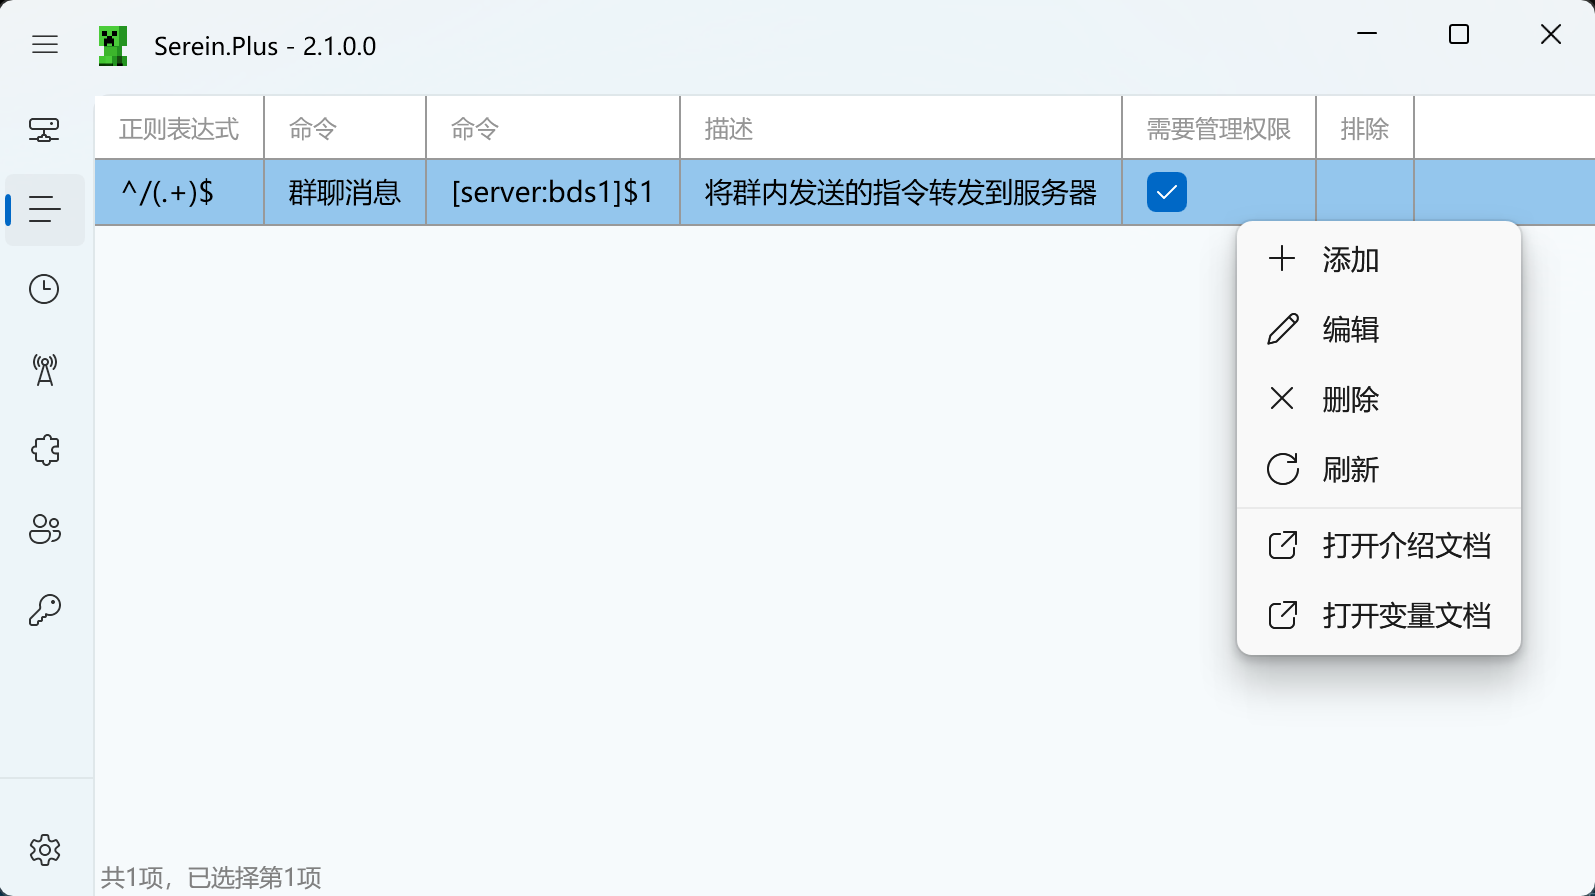 Serein.Plus - 2.1.0.0
正则表达式 命令 命令 描述 需要管理权限 排除
^/(.+)$ 群聊消息 [server:bds1]$1 将群内发送的指令转发到服务器
添加
编辑
删除
刷新
打开介绍文档
打开变量文档
共1项，已选择第1项